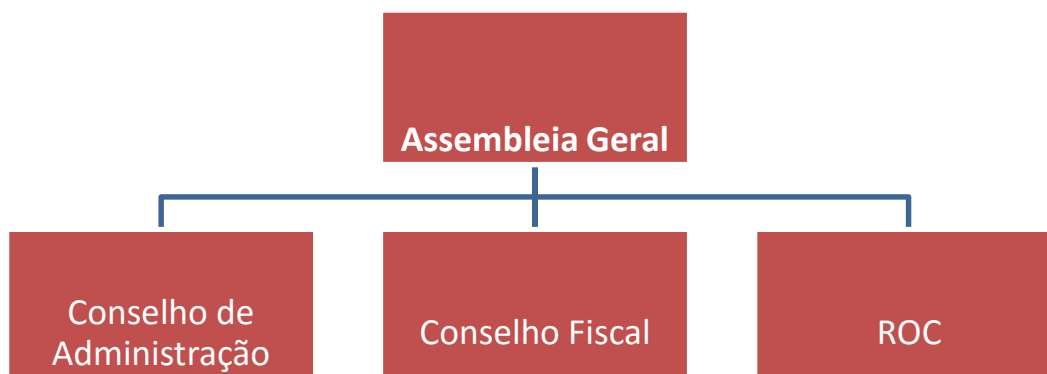 Assembleia Geral
Conselho de
Administração
Conselho Fiscal
ROC